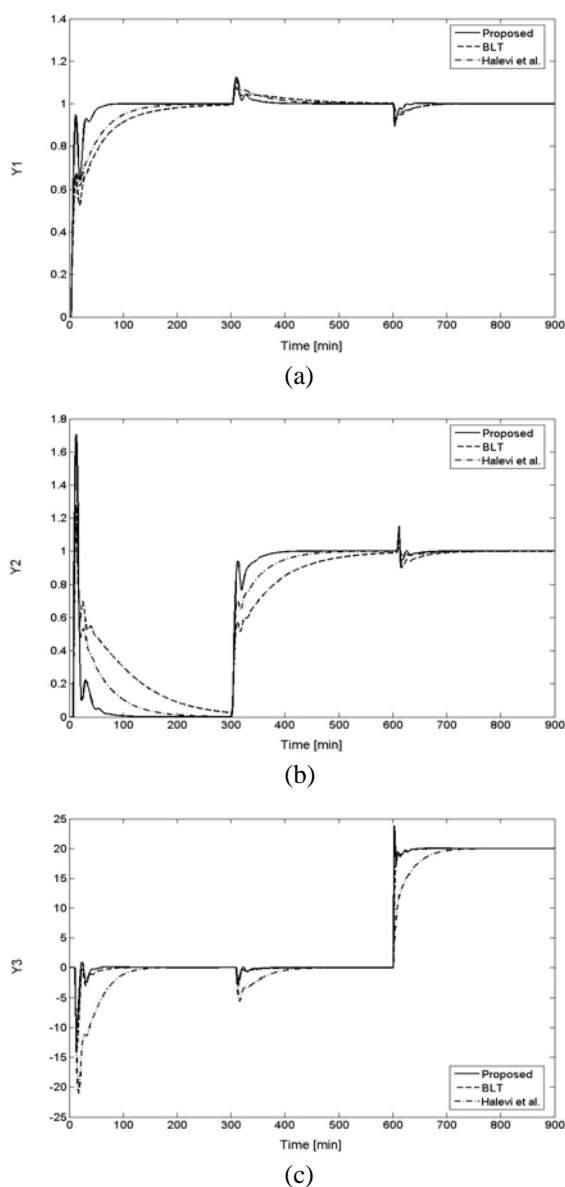 1.4
1.2
1
0.8
0.6
0.4
0.2
0
Y1
Proposed
BLT
Halevi et al.
0 100 200 300 400 500 600 700 800 900
Time [min]
(a)
1.8
1.6
1.4
1.2
1
0.8
0.6
0.4
0.2
0
Y2
Proposed
BLT
Halevi et al.
0 100 200 300 400 500 600 700 800 900
Time [min]
(b)
25
20
15
10
5
0
-5
-10
-15
-20
-25
Y3
Proposed
BLT
Halevi et al.
0 100 200 300 400 500 600 700 800 900
Time [min]
(c)